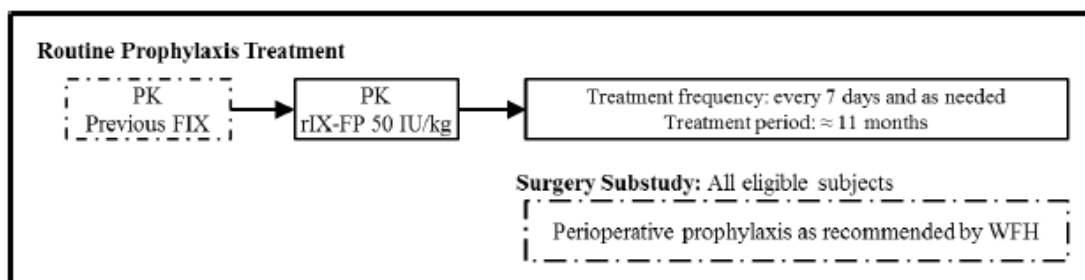 Routine Prophylaxis Treatment
PK
Previous FIX
PK
rIX-FP 50 IU/kg
Treatment frequency: every 7 days and as needed
Treatment period: ≈ 11 months
Surgery Substudy: All eligible subjects
Perioperative prophylaxis as recommended by WFH